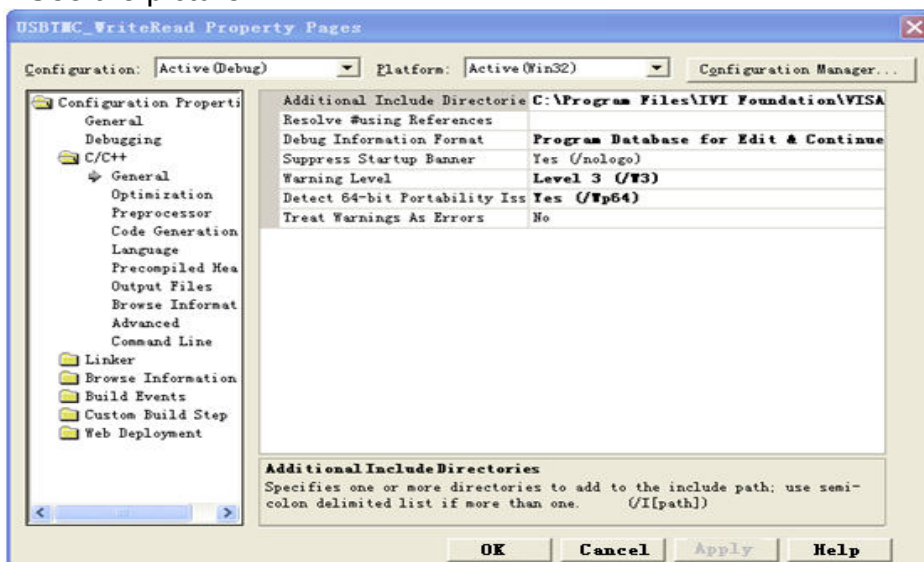 USBTMC_WriteRead Property Pages
Configuration: Active(Debug) Platform: Active(Win32) Configuration Manager...
Configuration Properti
General
Debugging
C/C++
General
Optimization
Preprocessor
Code Generation
Language
Precompiled Hea
Output Files
Browse Informat
Advanced
Command Line
Linker
Browse Information
Build Events
Custom Build Step
Web Deployment
Additional Include Directorie C:\Program Files\IVI Foundation\VISA
Resolve #using References
Debug Information Format Program Database for Edit & Continue
Suppress Startup Banner Yes (/nologo)
Warning Level Level 3 (/W3)
Detect 64-bit Portability Iss Yes (/Wp64)
Treat Warnings As Errors No
Additional Include Directories
Specifies one or more directories to add to the include path; use semi-
colon delimited list if more than one. (/I[path])
OK Cancel Apply Help